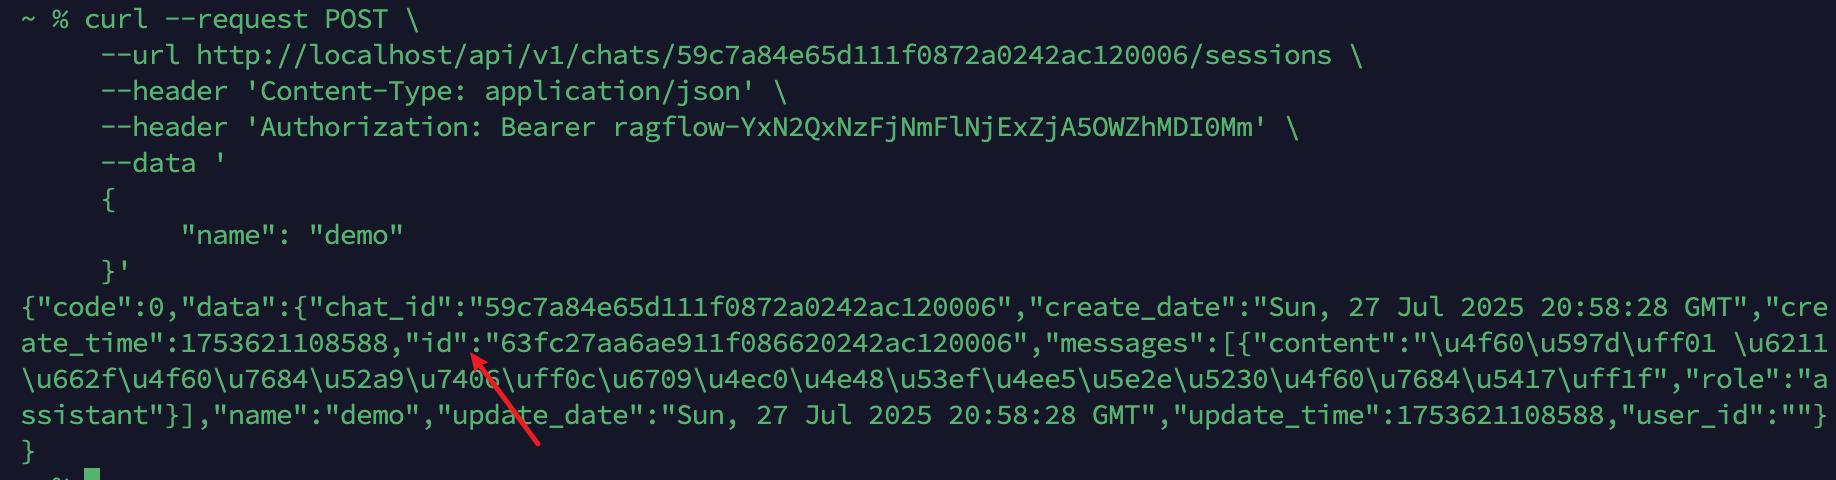 ~ % curl --request POST \
--url http://localhost/api/v1/chats/59c7a84e65d111f0872a0242ac120006/sessions \
--header 'Content-Type: application/json' \
--header 'Authorization: Bearer ragflow-YxN2QxNzFjNmFlNjExZjA5OWZhMDI0Mm' \
--data '
{
"name": "demo"
}'
{"code":0,"data":{"chat_id":"59c7a84e65d111f0872a0242ac120006","create_date":"Sun, 27 Jul 2025 20:58:28 GMT","cre
ate_time":1753621108588,"id":"63fc27aa6ae911f086620242ac120006","messages":[{"content":"\u4f60\u597d\uff01 \u6211
\u662f\u4f60\u7684\u52a9\u7406\uff0c\u6709\u4ec0\u4e48\u53ef\u4ee5\u5e2e\u5230\u4f60\u7684\u5417\uff1f","role":"a
ssistant"}],"name":"demo","update_date":"Sun, 27 Jul 2025 20:58:28 GMT","update_time":1753621108588,"user_id":""}
}
~ %